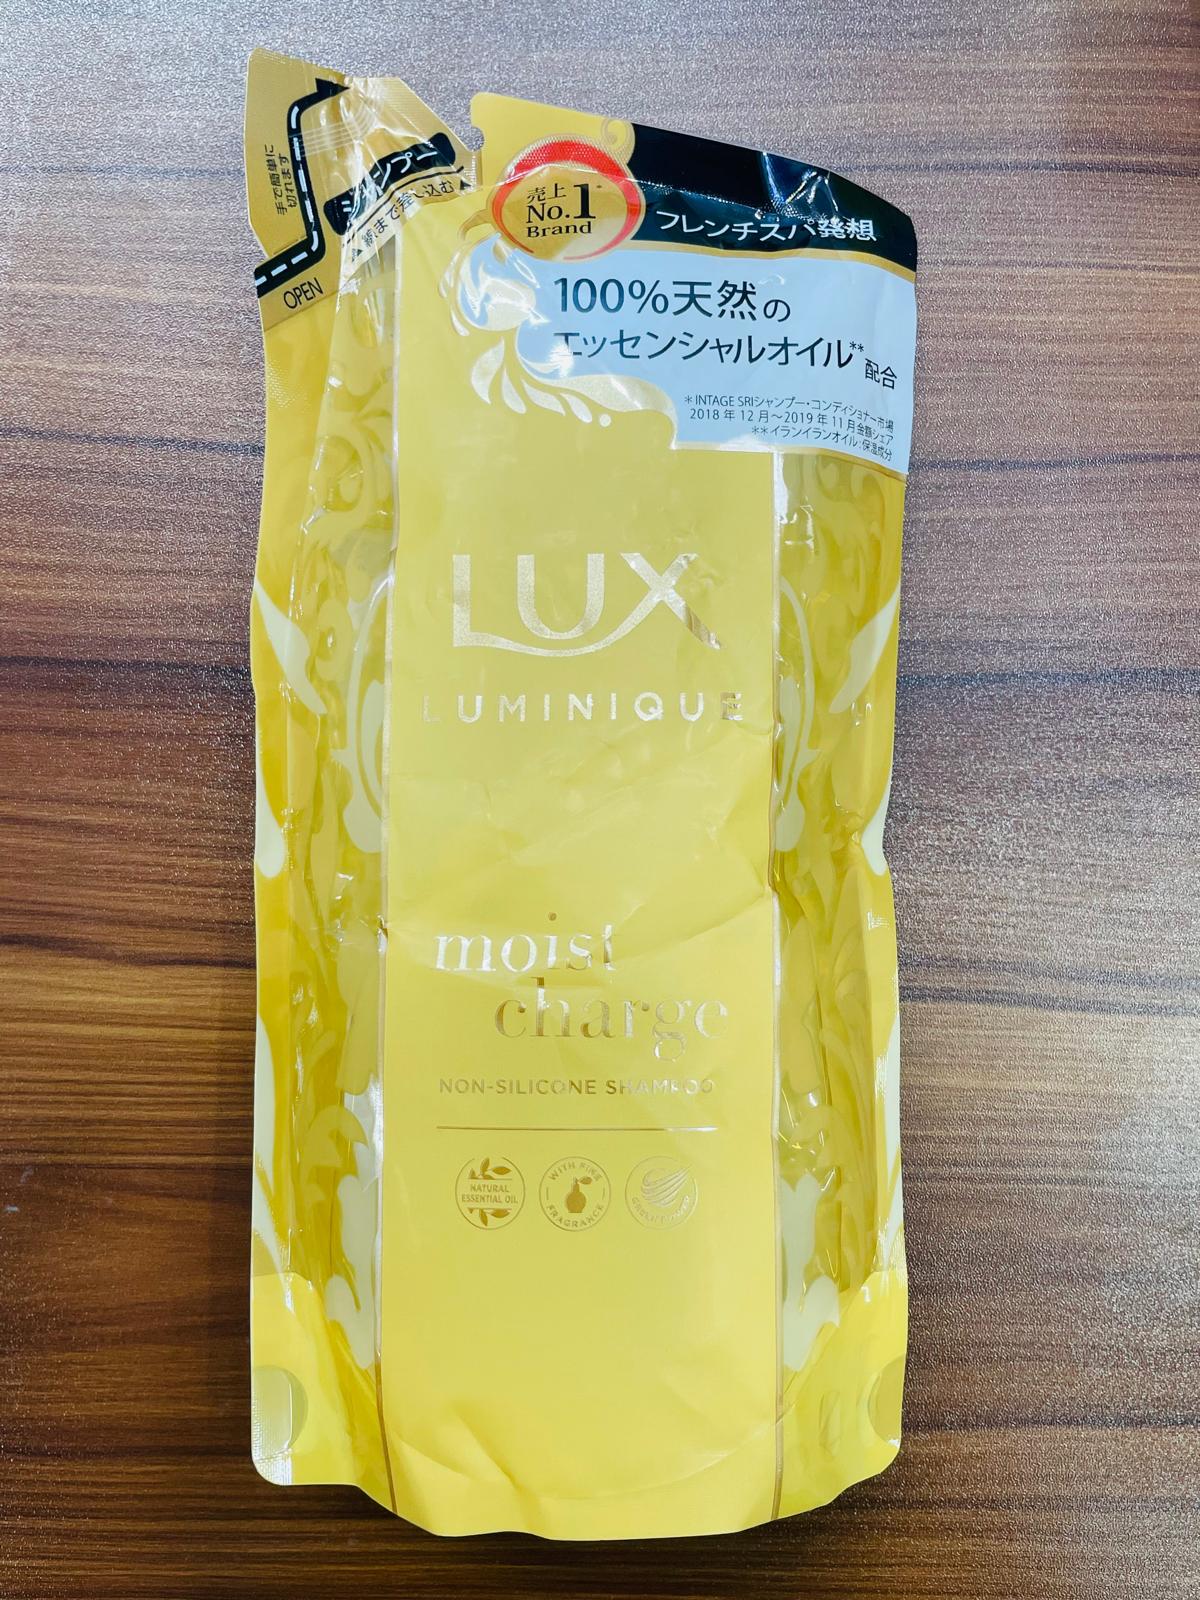 手で簡単に
切れます
OPEN
シャンプー
▲線まで差し込む▲
売上
No.1*
Brand
フレンチスパ発想
100%天然の
エッセンシャルオイル**配合
*INTAGE SRIシャンプー・コンディショナー市場
2018年12月～2019年11月金額シェア
**イランイランオイル:保湿成分
LUX
LUMINIQUE
moist
charge
NON-SILICONE SHAMPOO
NATURAL
ESSENTIAL OIL
WITH FINE
FRAGRANCE